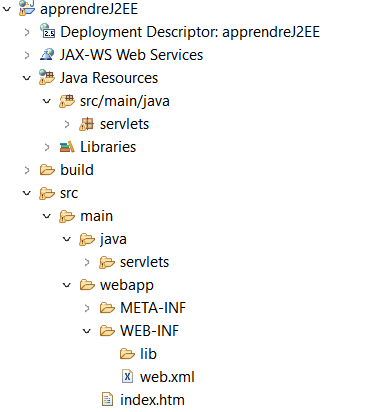 apprendreJ2EE
Deployment Descriptor: apprendreJ2EE
JAX-WS Web Services
Java Resources
src/main/java
servlets
Libraries
build
src
main
java
servlets
webapp
META-INF
WEB-INF
lib
web.xml
index.htm